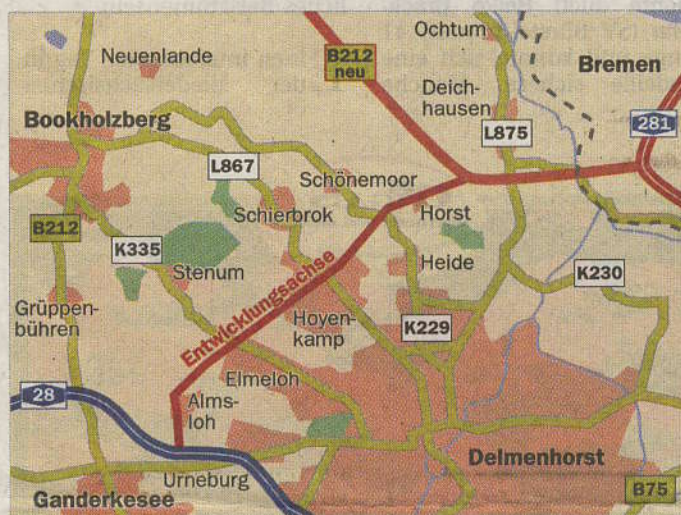 Ochtum
B212
neu
Bremen
Neuenlande
Deich-
hausen
Bookholzberg
281
L875
L867
Schönemoor
Schierbrok
Horst
B212
K335
Stenum
Heide
K230
Entwicklungsachse
Grüppen-
bühren
Hoyen-
kamp
K229
Elmeloh
28
Alms-
loh
Delmenhorst
Urneburg
Ganderkesee
B75